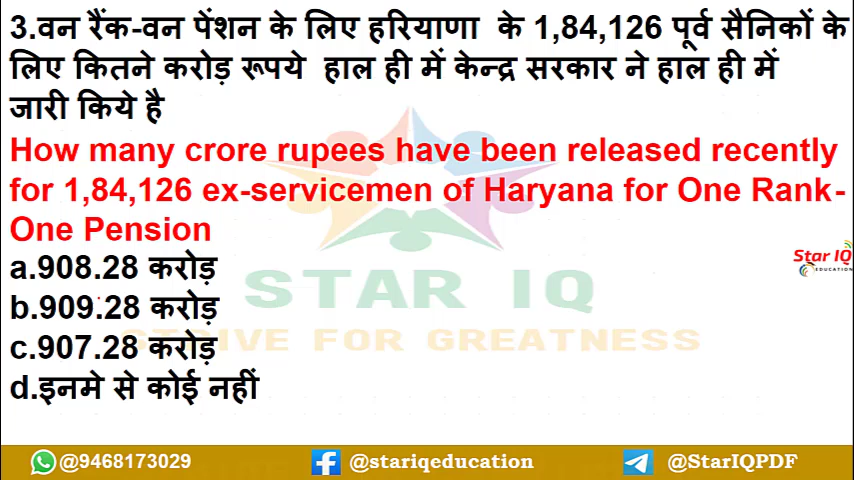 3.वन रैंक-वन पेंशन के लिए हरियाणा के 1,84,126 पूर्व सैनिकों के
लिए कितने करोड़ रूपये हाल ही में केन्द्र सरकार ने हाल ही में
जारी किये है
How many crore rupees have been released recently
for 1,84,126 ex-servicemen of Haryana for One Rank-
One Pension
a.908.28 करोड़
b.909.28 करोड़
c.907.28 करोड़
d.इनमे से कोई नहीं
STAR IQ
STRIVE FOR GREATNESS
Star IQ
EDUCATION
@9468173029 @stariqeducation @StarIQPDF